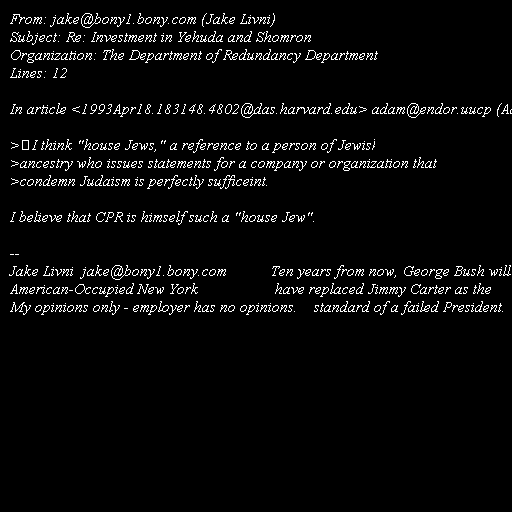 From: jake@bony1.bony.com (Jake Livni)
Subject: Re: Investment in Yehuda and Shomron
Organization: The Department of Redundancy Department
Lines: 12
In article <1993Apr18.183148.4802@das.harvard.edu> adam@endor.uucp
> I think "house Jews," a reference to a person of
>ancestry who issues statements for a company or organization that
>condemn Judaism is perfectly sufficeint.
I believe that CPR is himself such a "house Jew".
--
Jake Livni jake@bony1.bony.com Ten years from now, George Bush will
American-Occupied New York have replaced Jimmy Carter as the
My opinions only - employer has no opinions. standard of a failed President.